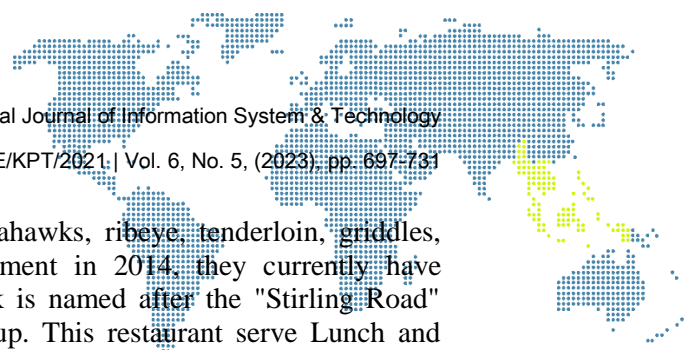 al Journal of Information System & Technology
E/KPT/2021 | Vol. 6, No. 5, (2023), pp. 697-731
ahawks, ribeye, tenderloin, griddles,
ment in 2014, they currently have
k is named after the "Stirling Road"
up. This restaurant serve Lunch and